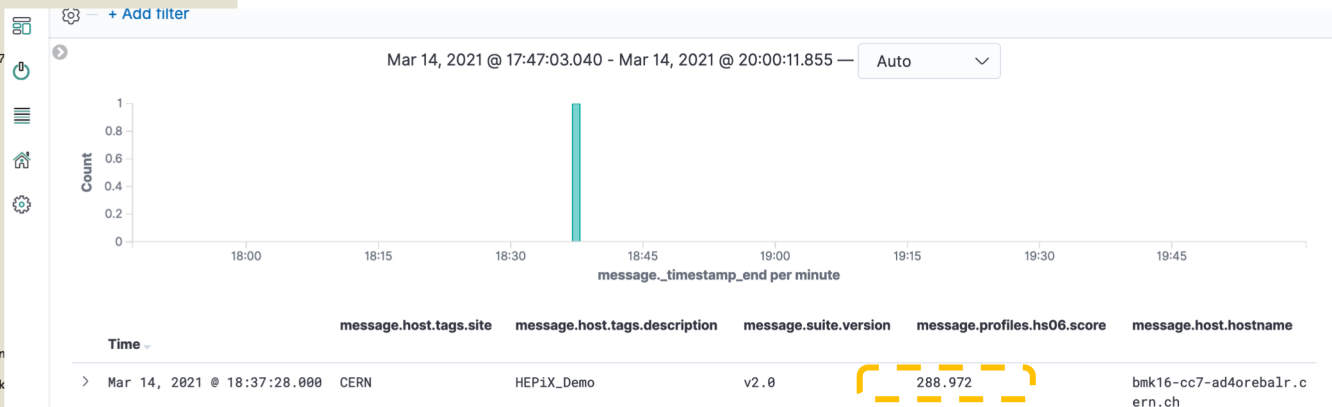 + Add filter
Mar 14, 2021 @ 17:47:03.040 - Mar 14, 2021 @ 20:00:11.855 — Auto
1
0.8
0.6
0.4
0.2
0
Count
18:00 18:15 18:30 18:45 19:00 19:15 19:30 19:45
message._timestamp_end per minute
Time message.host.tags.site message.host.tags.description message.suite.version message.profiles.hs06.score message.host.hostname
Mar 14, 2021 @ 18:37:28.000 CERN HEPiX_Demo v2.0 288.972 bmk16-cc7-ad4orebalr.c
ern.ch